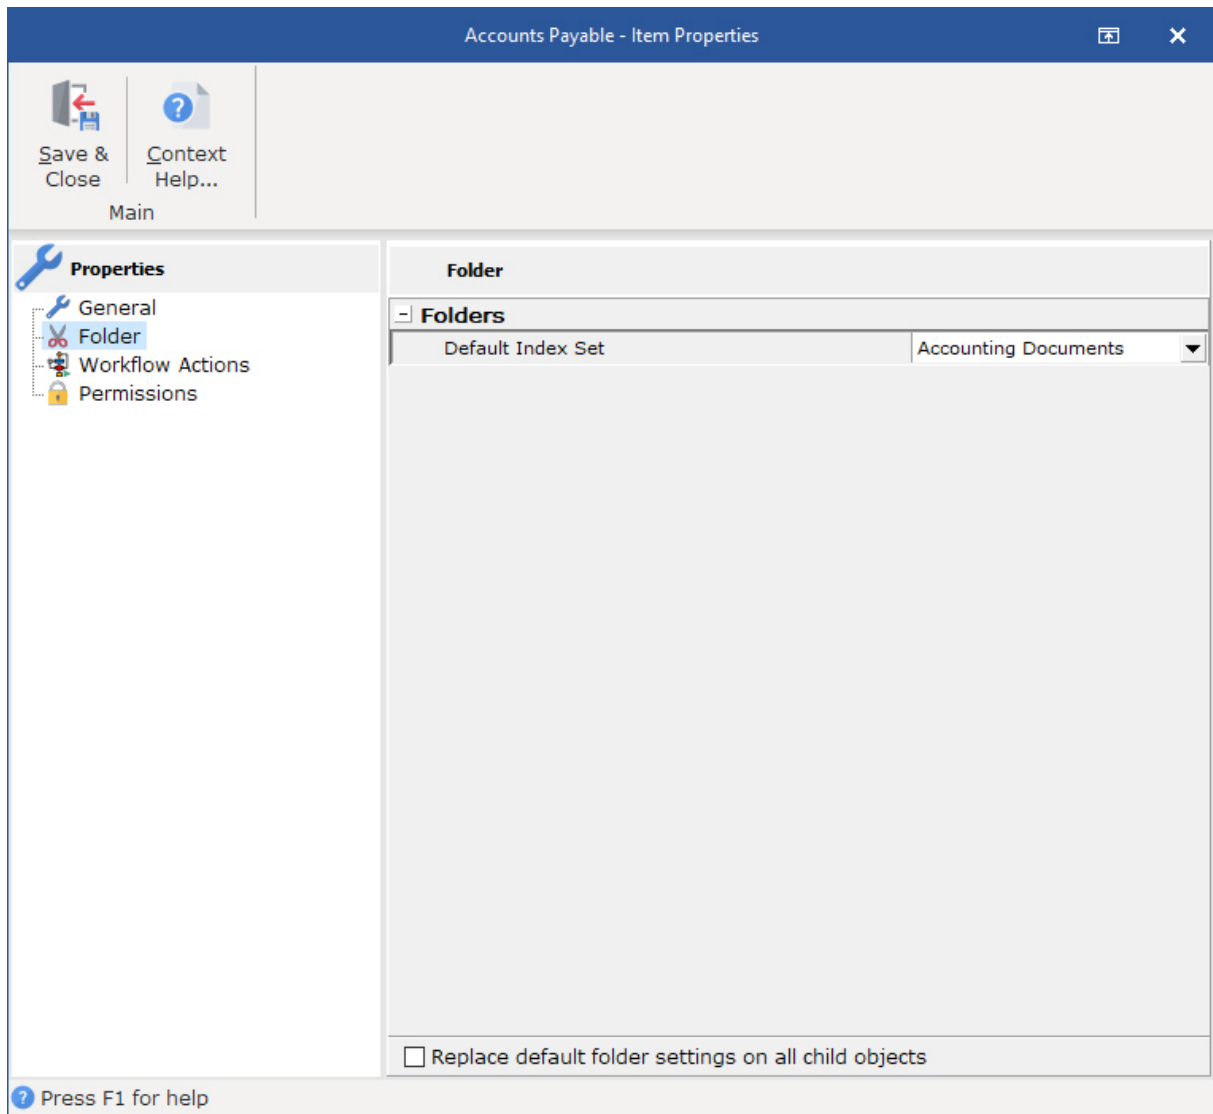 Accounts Payable - Item Properties
Save &
Close
Context
Help...
Main
Properties
General
Folder
Workflow Actions
Permissions
Folder
Folders
Default Index Set
Accounting Documents
Replace default folder settings on all child objects
Press F1 for help